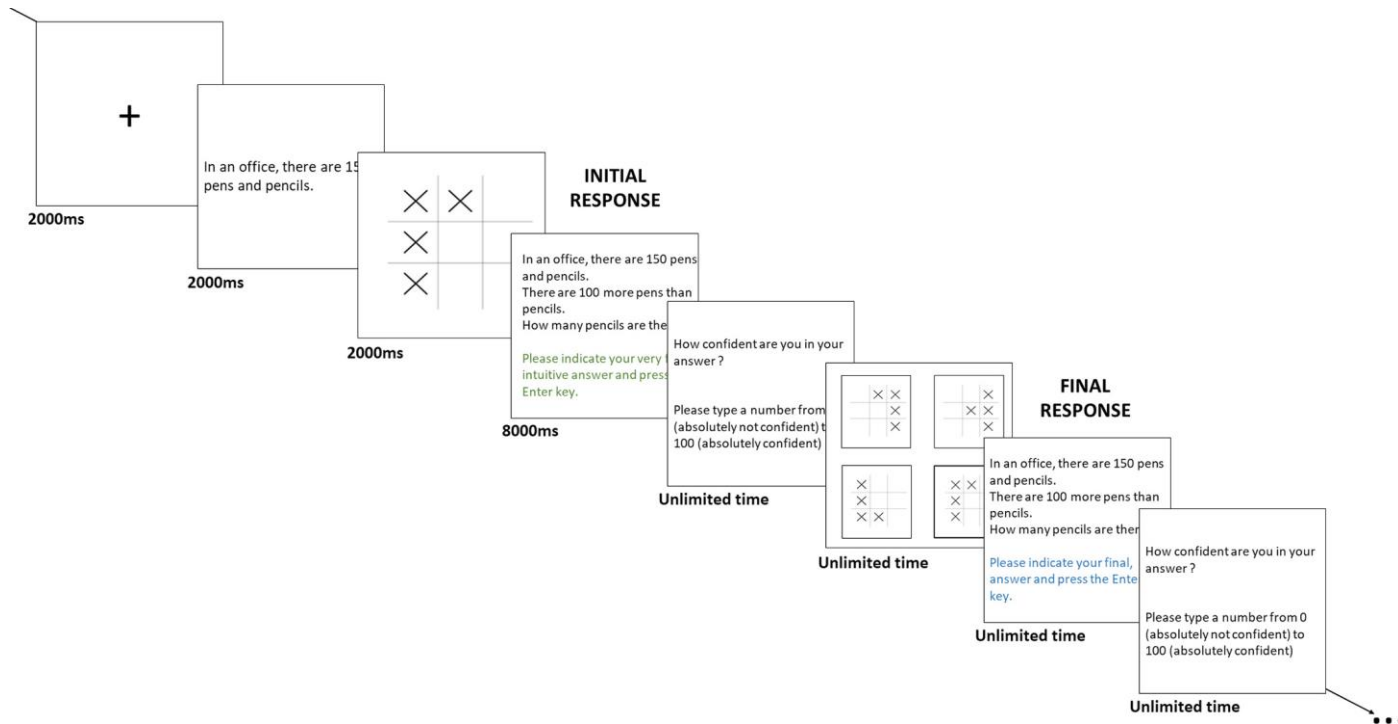 +
2000ms
In an office, there are 15
pens and pencils.
2000ms
2000ms
INITIAL
RESPONSE
In an office, there are 150 pens
and pencils.
There are 100 more pens than
pencils.
How many pencils are the
Please indicate your very
intuitive answer and press
Enter key.
8000ms
How confident are you in your
answer ?
Please type a number from
(absolutely not confident) t
100 (absolutely confident)
Unlimited time
Unlimited time
FINAL
RESPONSE
In an office, there are 150 pens
and pencils.
There are 100 more pens than
pencils.
How many pencils are ther
Please indicate your final,
answer and press the Ente
key.
Unlimited time
How confident are you in your
answer ?
Please type a number from 0
(absolutely not confident) to
100 (absolutely confident)
Unlimited time